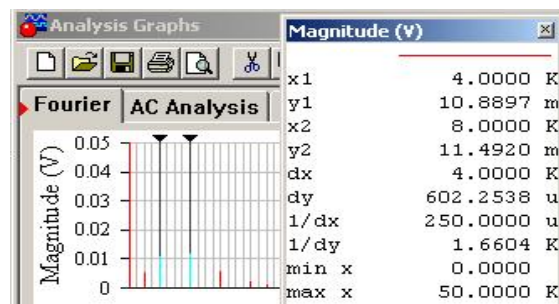 Analysis Graphs
Fourier
AC Analysis
Magnitude (V)
0.05
0.04
0.03
0.02
0.01
0
Magnitude (V)
x1 4.0000 K
y1 10.8897 m
x2 8.0000 K
y2 11.4920 m
dx 4.0000 K
dy 602.2538 u
1/dx 250.0000 u
1/dy 1.6604 K
min x 0.0000
max x 50.0000 K